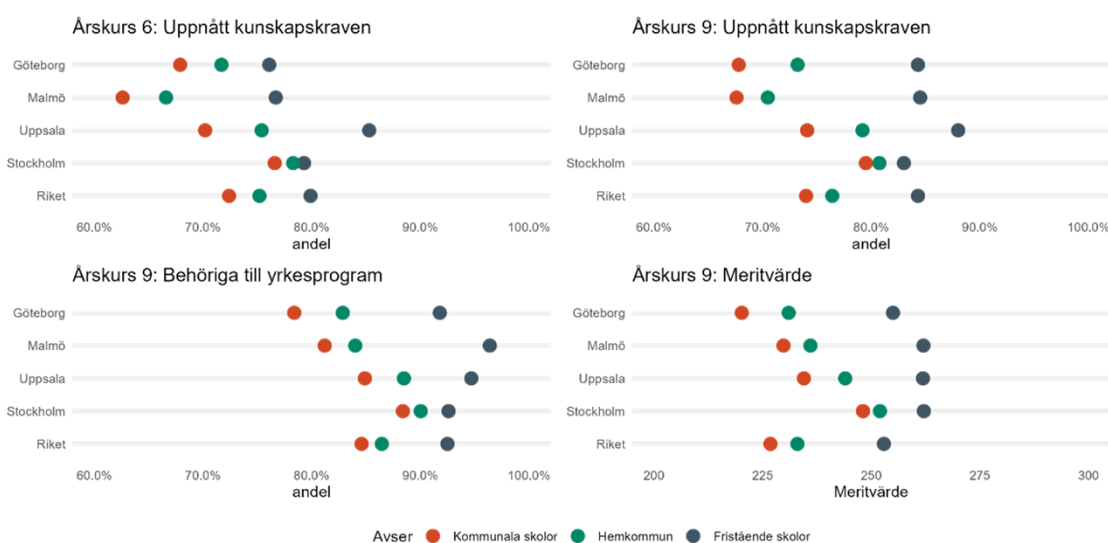 Årskurs 6: Uppnått kunskapskraven
Göteborg
Malmö
Uppsala
Stockholm
Riket
60.0% 70.0% 80.0% 90.0% 100.0%
andel
Årskurs 9: Uppnått kunskapskraven
Göteborg
Malmö
Uppsala
Stockholm
Riket
60.0% 70.0% 80.0% 90.0% 100.0%
andel
Årskurs 9: Behöriga till yrkesprogram
Göteborg
Malmö
Uppsala
Stockholm
Riket
60.0% 70.0% 80.0% 90.0% 100.0%
andel
Årskurs 9: Meritvärde
Göteborg
Malmö
Uppsala
Stockholm
Riket
200 225 250 275 300
Meritvärde
Avser Kommunala skolor Hemkommun Fristående skolor